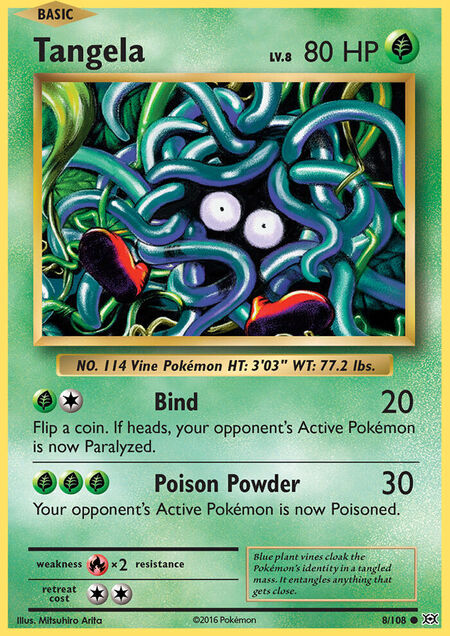 BASIC
Tangela LV.8 80 HP
NO. 114 Vine Pokémon HT: 3'03" WT: 77.2 lbs.
Bind 20
Flip a coin. If heads, your opponent's Active Pokémon
is now Paralyzed.
Poison Powder 30
Your opponent's Active Pokémon is now Poisoned.
weakness ×2 resistance
retreat
cost
Blue plant vines cloak the
Pokémon's identity in a tangled
mass. It entangles anything that
gets close.
Illus. Mitsuhiro Arita ©2016 Pokémon 8/108